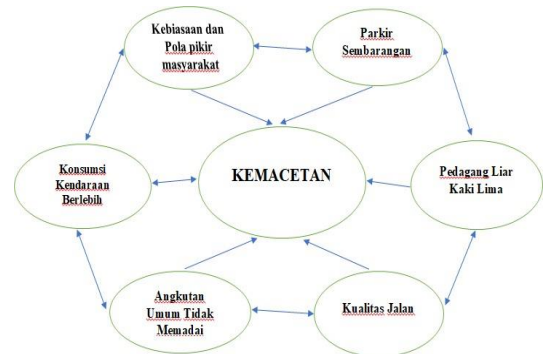 Kebiasaan dan
Pola pikir
masyarakat
Parkir
Sembarangan
Konsumsi
Kendaraan
Berlebih
KEMACETAN
Pedagang Liar
Kaki Lima
Angkutan
Umum Tidak
Memadai
Kualitas Jalan